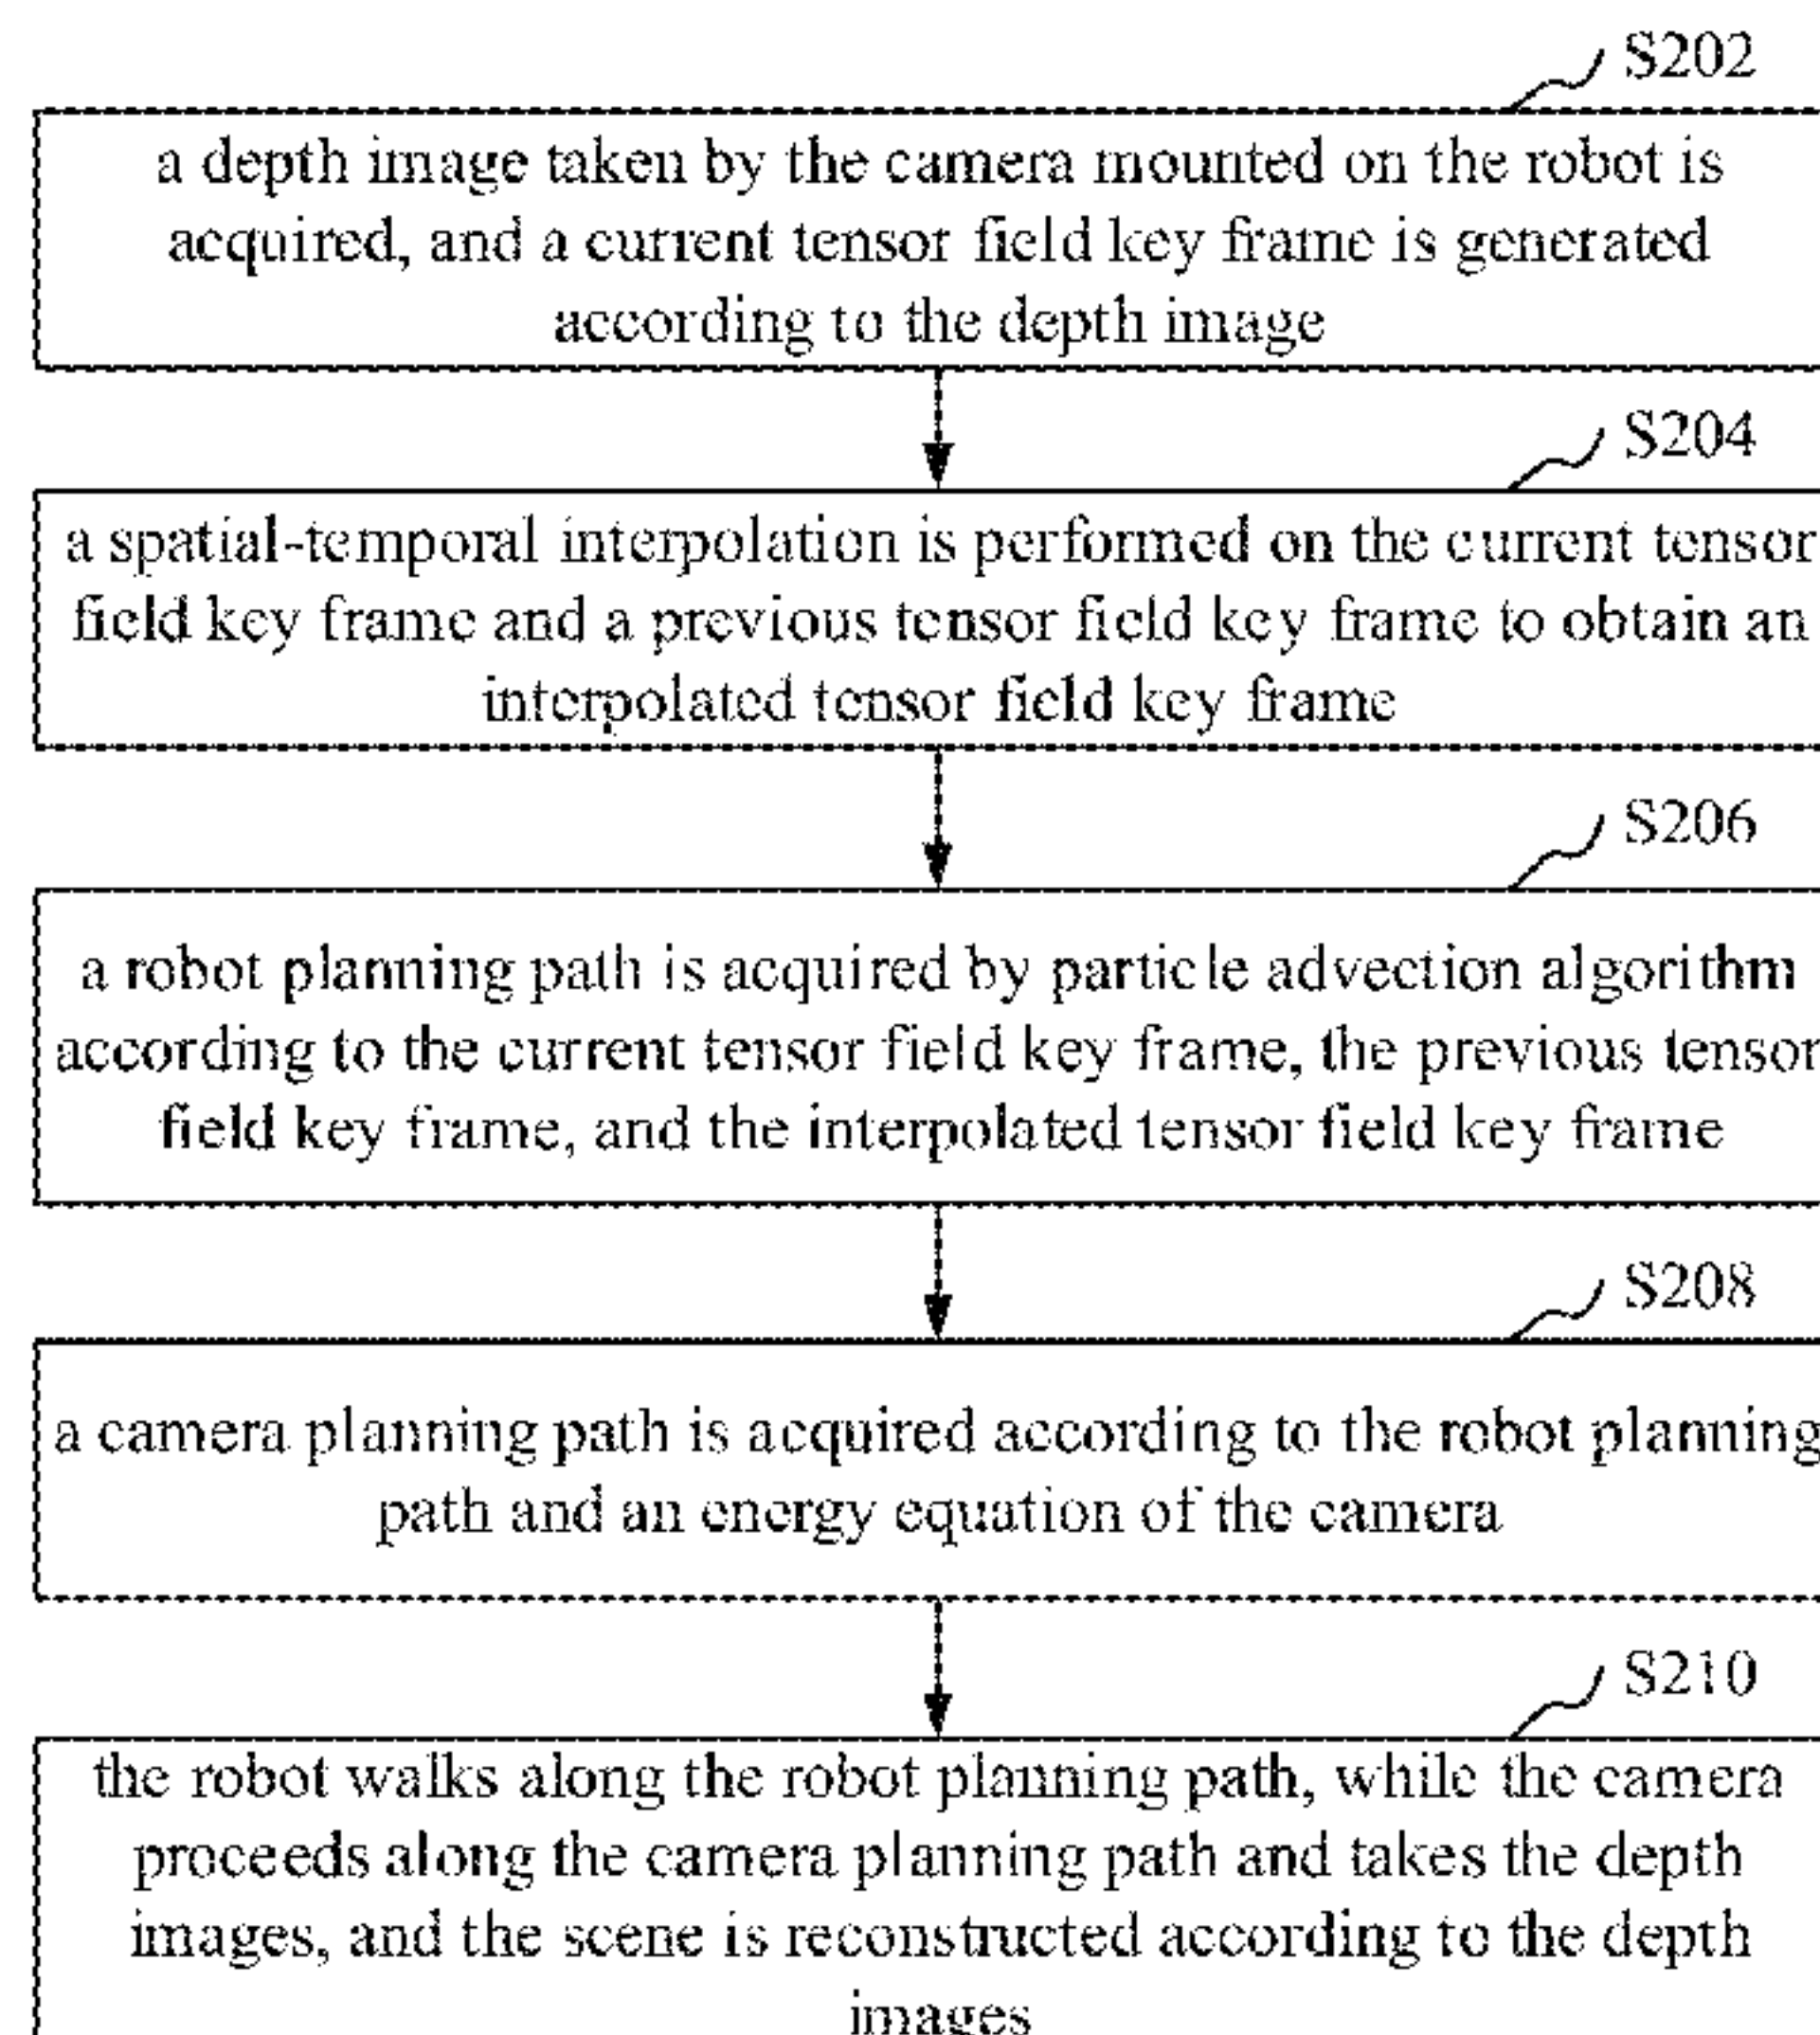 S202
a depth image taken by the camera mounted on the robot is
acquired, and a current tensor field key frame is generated
according to the depth image
S204
a spatial-temporal interpolation is performed on the current tensor
field key frame and a previous tensor field key frame to obtain an
interpolated tensor field key frame
S206
a robot planning path is acquired by particle advection algorithm
according to the current tensor field key frame, the previous tensor
field key frame, and the interpolated tensor field key frame
S208
a camera planning path is acquired according to the robot planning
path and an energy equation of the camera
S210
the robot walks along the robot planning path, while the camera
proceeds along the camera planning path and takes the depth
images, and the scene is reconstructed according to the depth
images